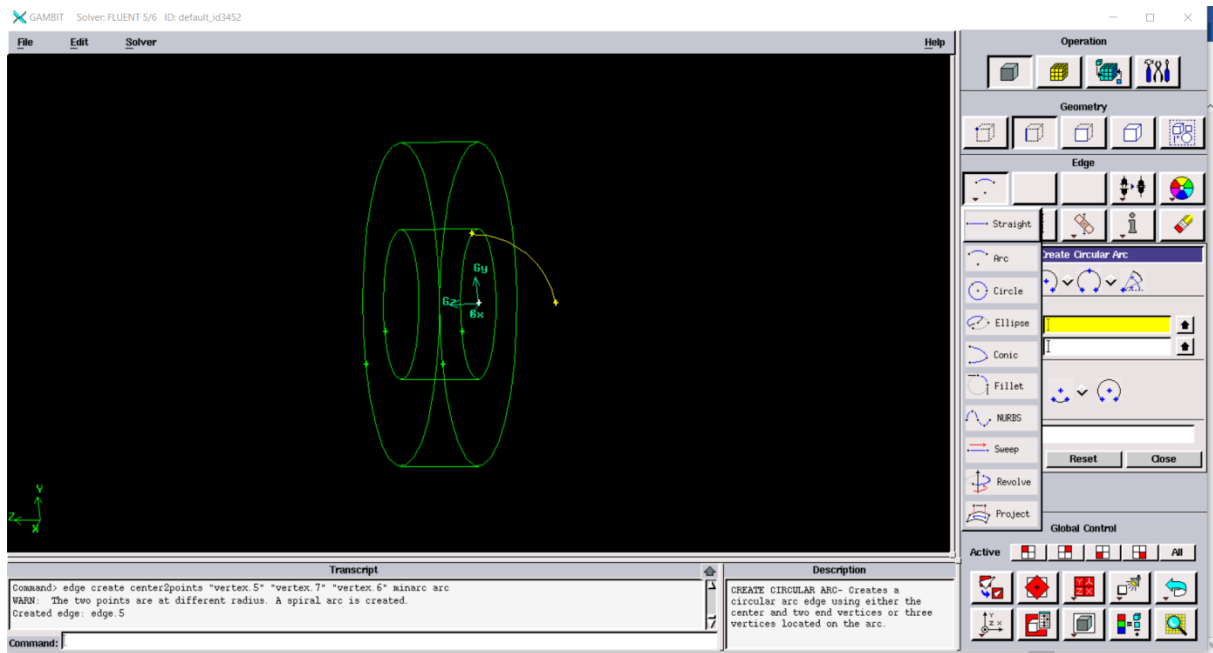 GAMBIT Solver: FLUENT 5/6 ID: default_id3452
File Edit Solver Help
Gy
Gz
Gx
Y
Z
X
Operation
Geometry
Edge
Straight
Arc
Circle
Ellipse
Conic
Fillet
NURBS
Sweep
Revolve
Project
Create Circular Arc
Reset Close
Global Control
Active All
Transcript
Command> edge create center2points "vertex.5" "vertex.7" "vertex.6" minarc arc
WARN: The two points are at different radius. A spiral arc is created.
Created edge: edge.5
Command:
Description
CREATE CIRCULAR ARC- Creates a
circular arc edge using either the
center and two end vertices or three
vertices located on the arc.